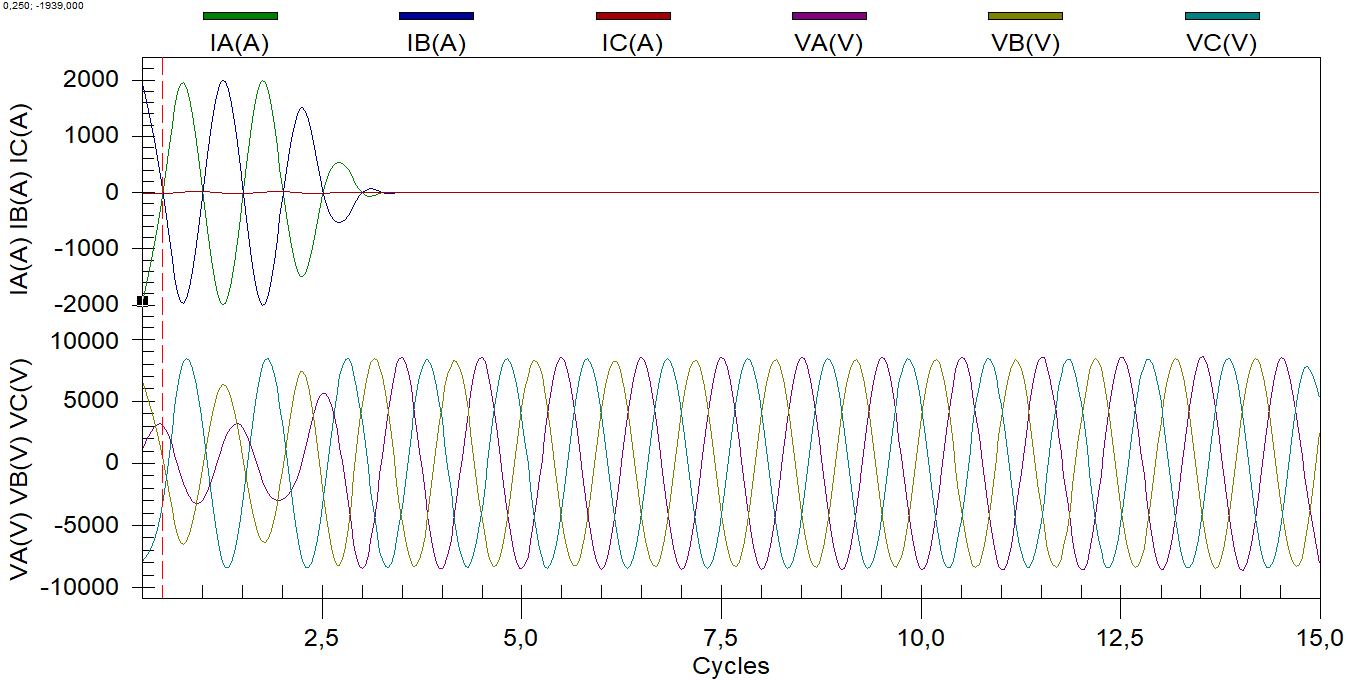 0,250; -1939,000
IA(A) IB(A) IC(A) VA(V) VB(V) VC(V)
IA(A) IB(A) IC(A)
2000
1000
0
-1000
-2000
VA(V) VB(V) VC(V)
10000
5000
0
-5000
-10000
2,5 5,0 7,5 10,0 12,5 15,0
Cycles